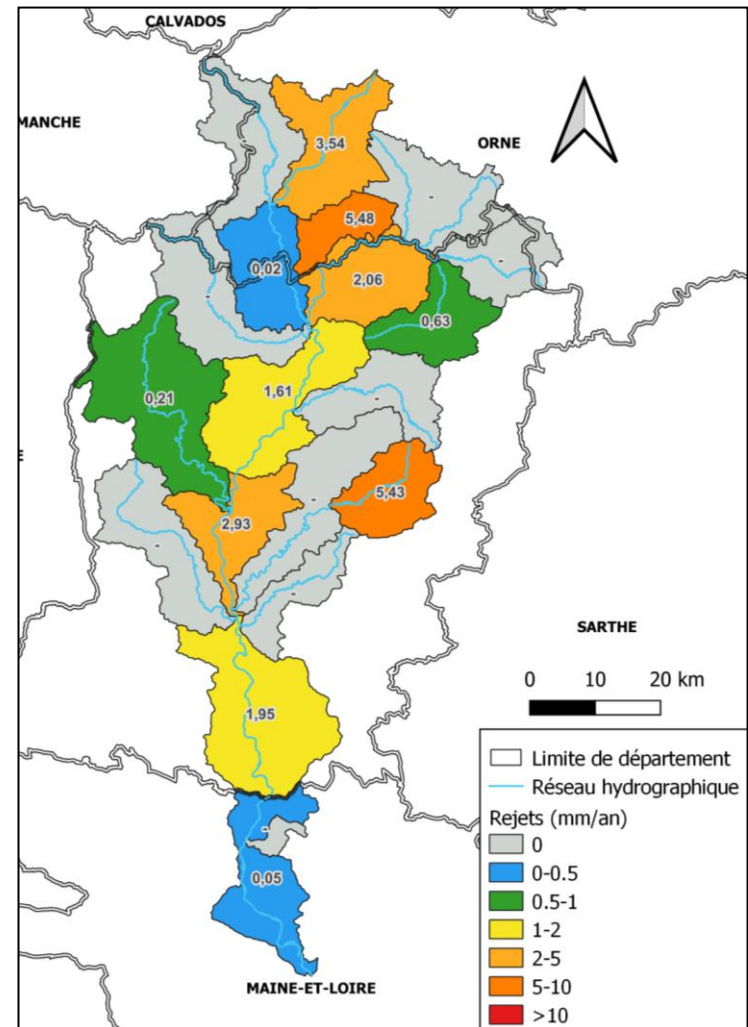 CALVADOS
MANCHE
ORNE
3,54
-
5,48
-
0,02
2,06
-
0,63
0,21
1,61
-
5,43
-
2,93
-
-
SARTHE
0 10 20 km
1,95
-
0,05
MAINE-ET-LOIRE
Limite de département
Réseau hydrographique
Rejets (mm/an)
0
0-0.5
0.5-1
1-2
2-5
5-10
>10